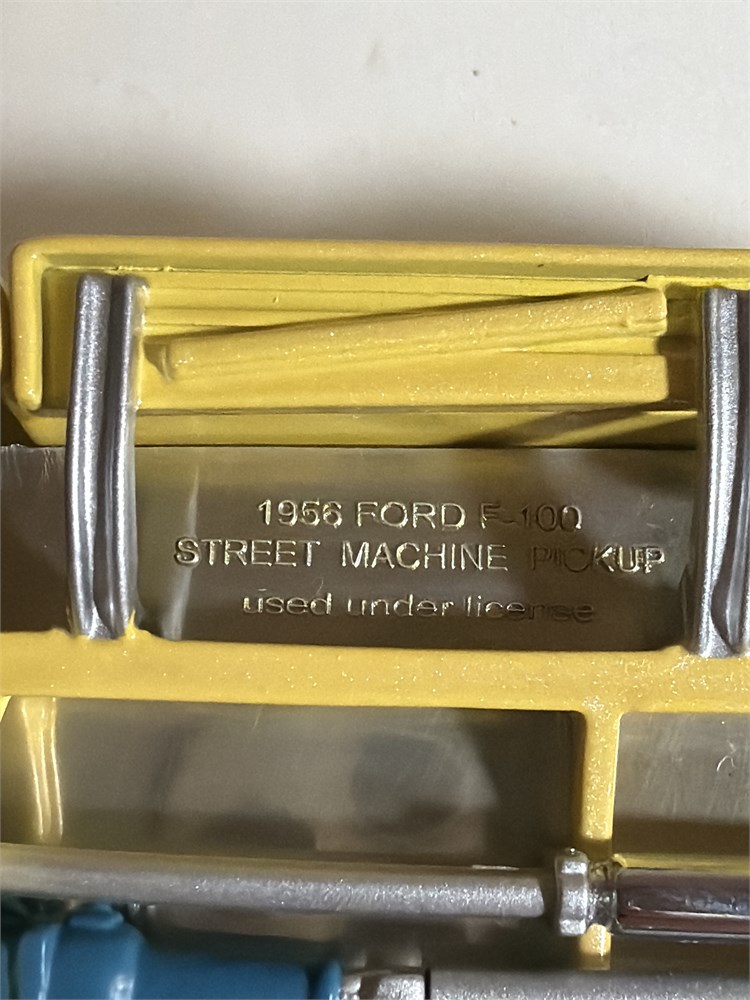 1956 FORD F-100
STREET MACHINE PICKUP
used under license